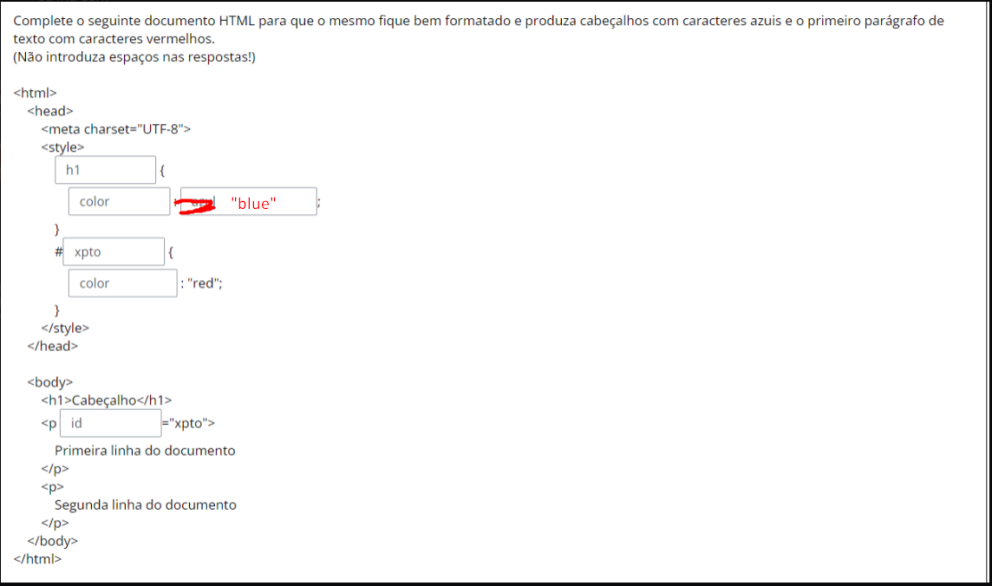 Complete o seguinte documento HTML para que o mesmo fique bem formatado e produza cabeçalhos com caracteres azuis e o primeiro parágrafo de
texto com caracteres vermelhos.
(Não introduza espaços nas respostas!)
<html>
<head>
<meta charset="UTF-8">
<style>
h1 {
color "blue" ;
}
# xpto {
color : "red";
}
</style>
</head>
<body>
<h1>Cabeçalho</h1>
<p id ="xpto">
Primeira linha do documento
</p>
<p>
Segunda linha do documento
</p>
</body>
</html>